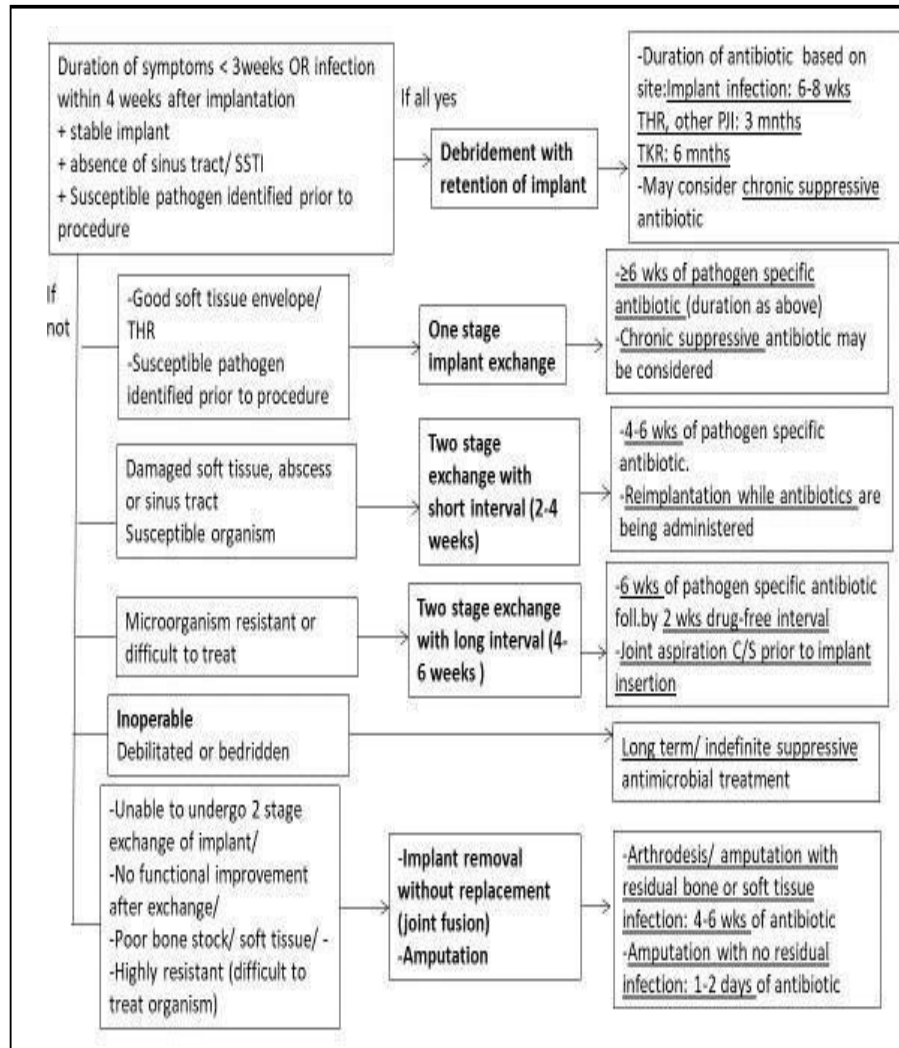 Duration of symptoms < 3weeks OR infection
within 4 weeks after implantation
+ stable implant
+ absence of sinus tract/ SSTI
+ Susceptible pathogen identified prior to
procedure
If all yes
Debridement with
retention of implant
-Duration of antibiotic based on
site:Implant infection: 6-8 wks
THR, other PJI: 3 mnths
TKR: 6 mnths
-May consider chronic suppressive
antibiotic
If
not
-Good soft tissue envelope/
THR
-Susceptible pathogen
identified prior to procedure
One stage
implant exchange
-≥6 wks of pathogen specific
antibiotic (duration as above)
-Chronic suppressive antibiotic may
be considered
Damaged soft tissue, abscess
or sinus tract
Susceptible organism
Two stage
exchange with
short interval (2-4
weeks)
-4-6 wks of pathogen specific
antibiotic.
-Reimplantation while antibiotics are
being administered
Microorganism resistant or
difficult to treat
Two stage exchange
with long interval (4-
6 weeks )
-6 wks of pathogen specific antibiotic
foll.by 2 wks drug-free interval
-Joint aspiration C/S prior to implant
insertion
Inoperable
Debilitated or bedridden
Long term/ indefinite suppressive
antimicrobial treatment
-Unable to undergo 2 stage
exchange of implant/
-No functional improvement
after exchange/
-Poor bone stock/ soft tissue/ -
-Highly resistant (difficult to
treat organism)
-Implant removal
without replacement
(joint fusion)
-Amputation
-Arthrodesis/ amputation with
residual bone or soft tissue
infection: 4-6 wks of antibiotic
-Amputation with no residual
infection: 1-2 days of antibiotic